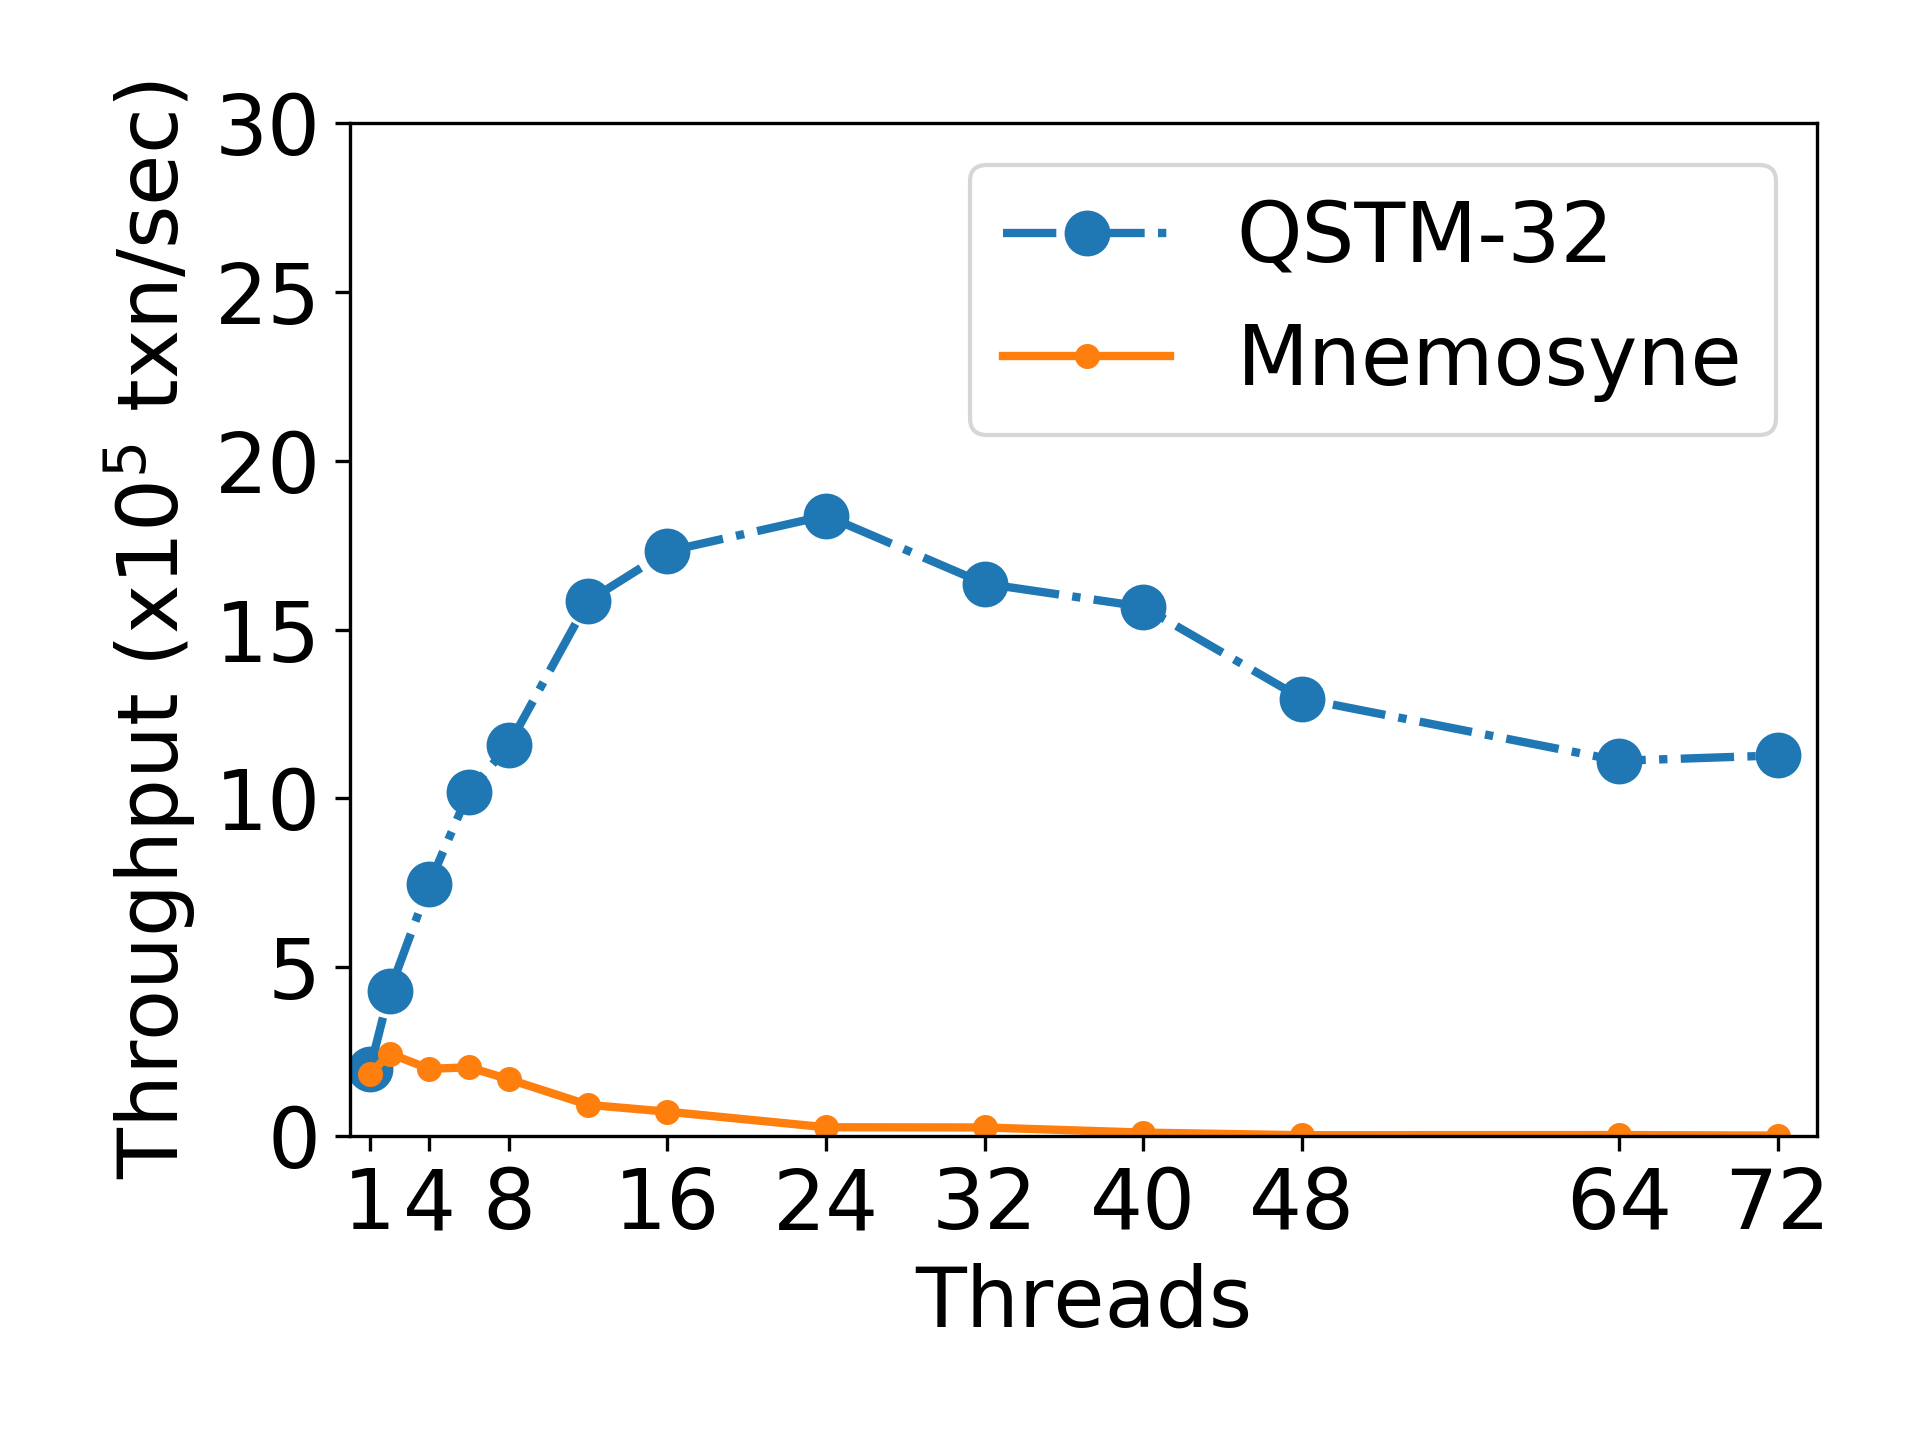 Throughput (x10⁵ txn/sec)
30
25
20
15
10
5
0
QSTM-32
Mnemosyne
1 4 8 16 24 32 40 48 64 72
Threads